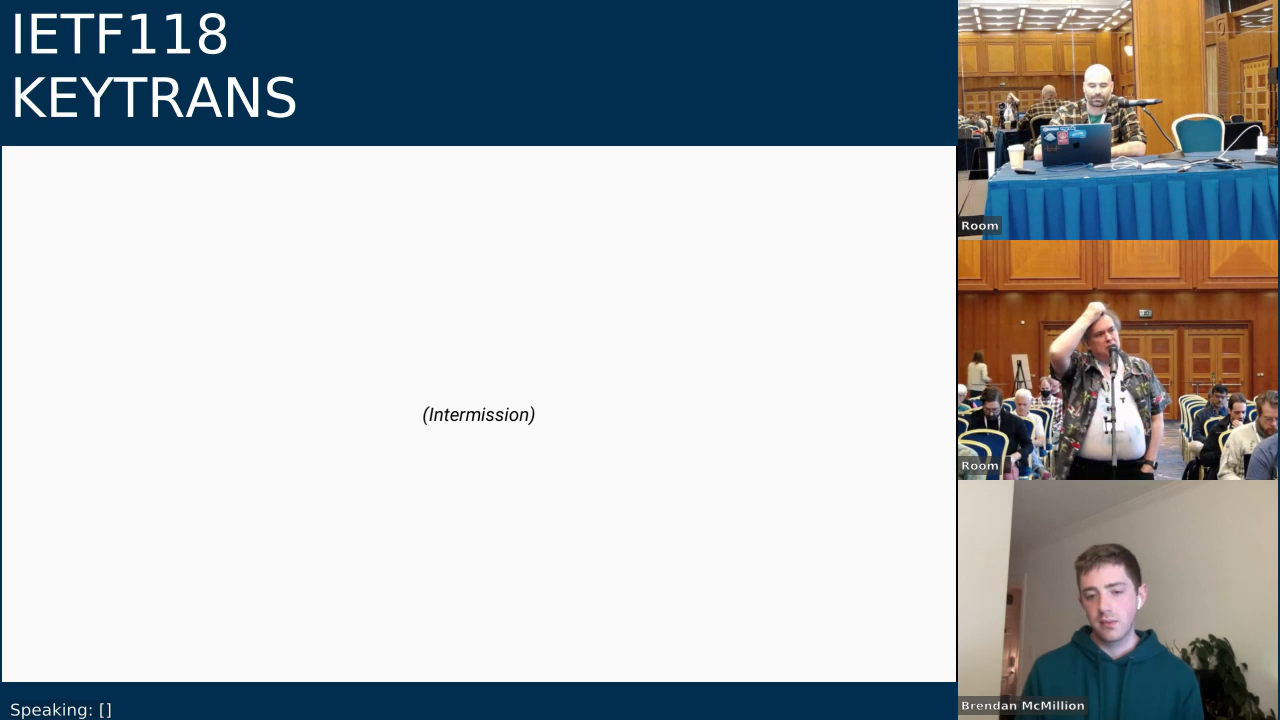 IETF118
KEYTRANS
(Intermission)
Speaking: []
Room
Room
Brendan McMillion